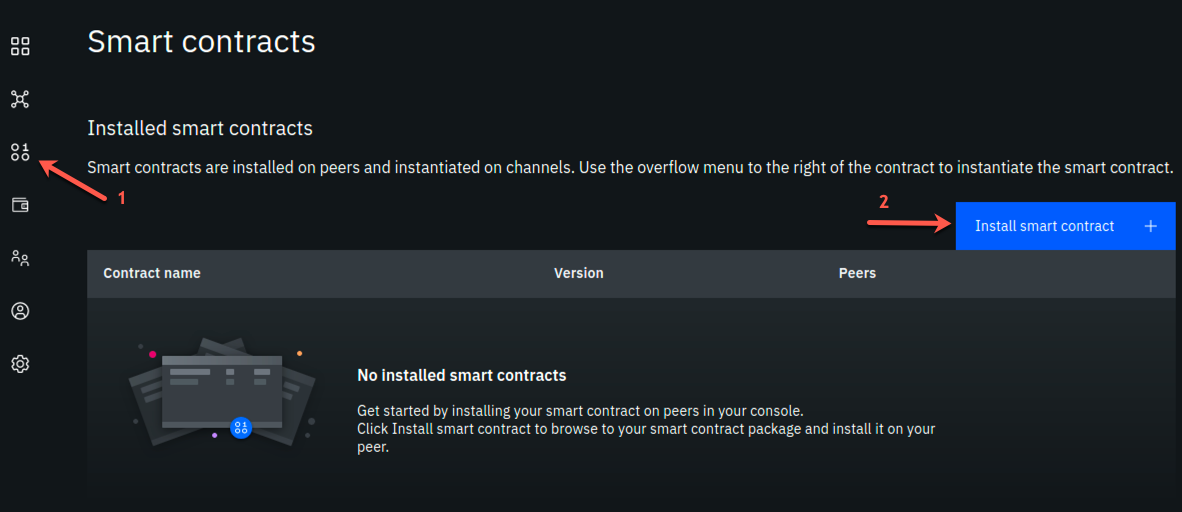 Smart contracts
Installed smart contracts
Smart contracts are installed on peers and instantiated on channels. Use the overflow menu to the right of the contract to instantiate the smart contract.
1
2
Install smart contract +
Contract name Version Peers
No installed smart contracts
Get started by installing your smart contract on peers in your console.
Click Install smart contract to browse to your smart contract package and install it on your
peer.